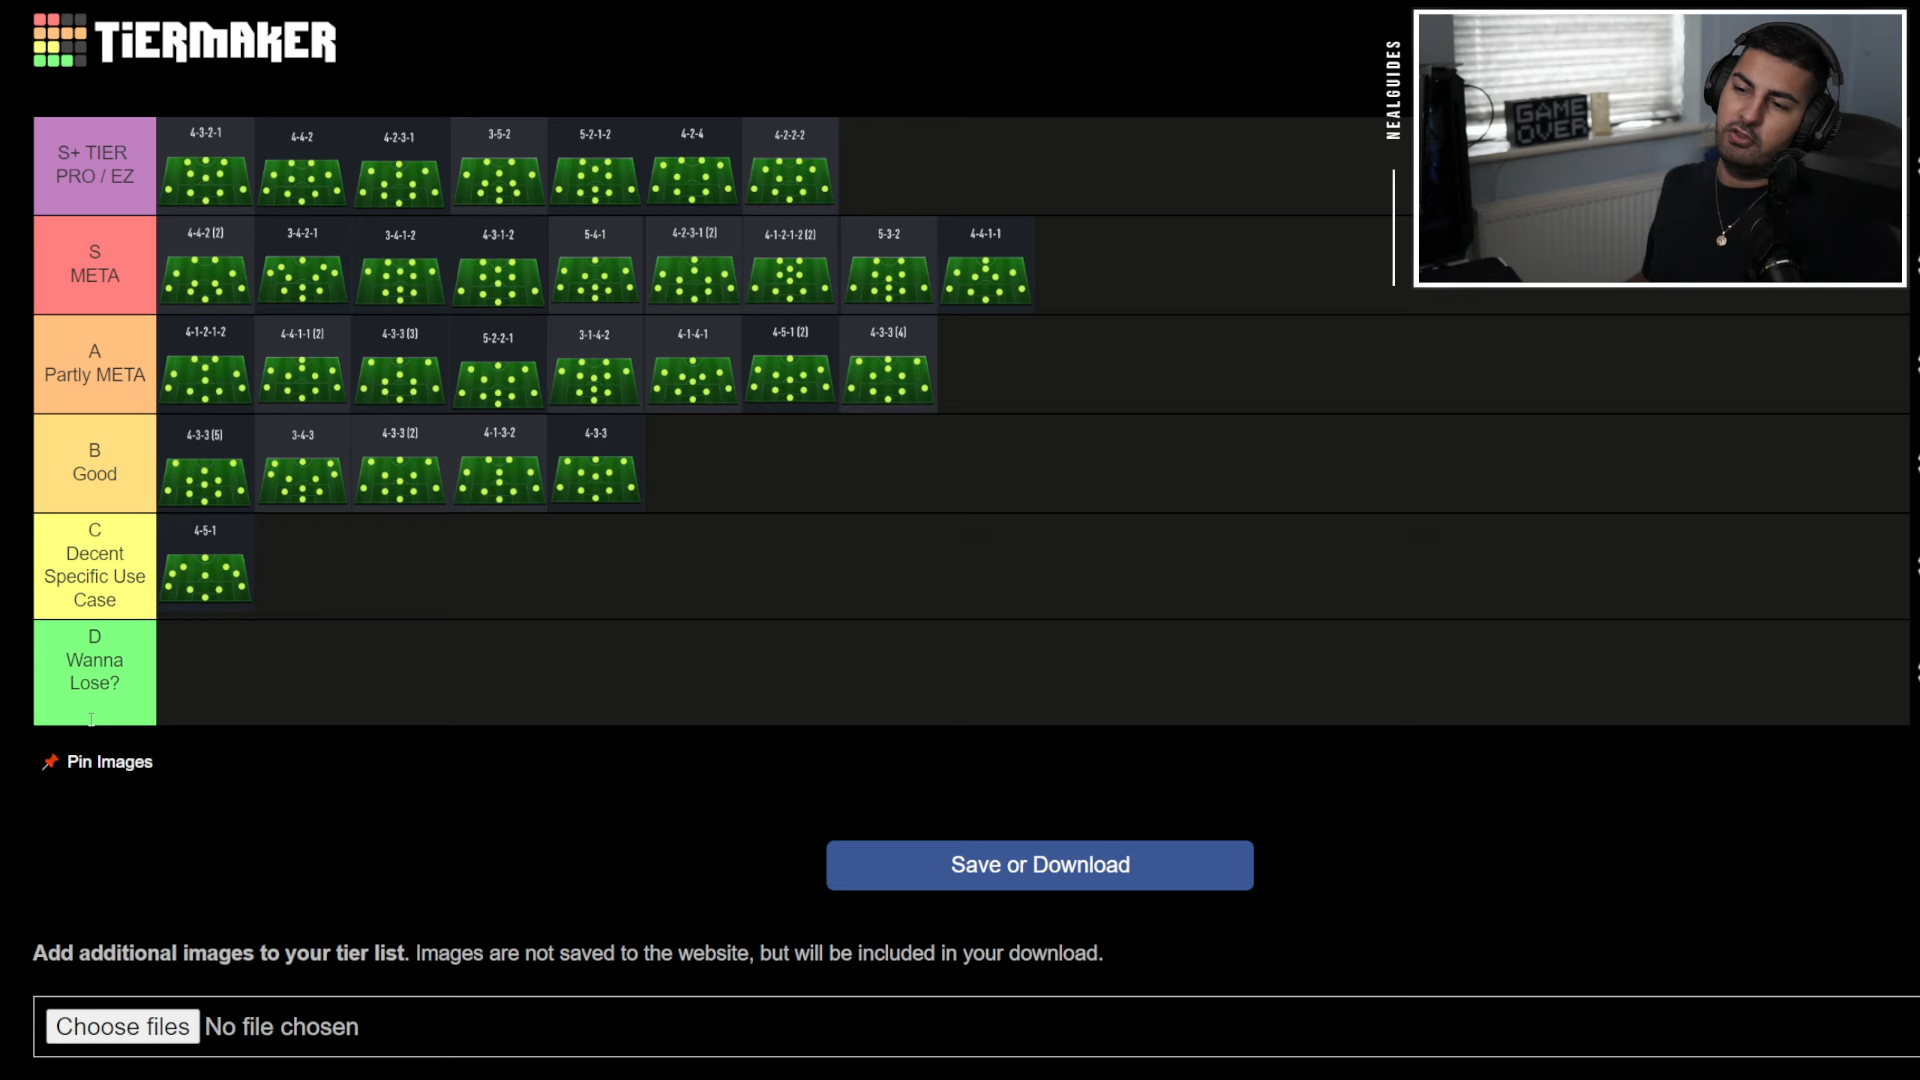 TiERMAKER
NEALGUIDES
GAME
OVER
S+ TIER
PRO / EZ
4-3-2-1
4-4-2
4-2-3-1
3-5-2
5-2-1-2
4-2-4
4-2-2-2
S
META
4-4-2 (2)
3-4-2-1
3-4-1-2
4-3-1-2
5-4-1
4-2-3-1 (2)
4-1-2-1-2 (2)
5-3-2
4-4-1-1
A
Partly META
4-1-2-1-2
4-4-1-1 (2)
4-3-3 (3)
5-2-2-1
3-1-4-2
4-1-4-1
4-5-1 (2)
4-3-3 (4)
B
Good
4-3-3 (5)
3-4-3
4-3-3 (2)
4-1-3-2
4-3-3
C
Decent
Specific Use
Case
4-5-1
D
Wanna
Lose?
Pin Images
Save or Download
Add additional images to your tier list. Images are not saved to the website, but will be included in your download.
Choose files No file chosen